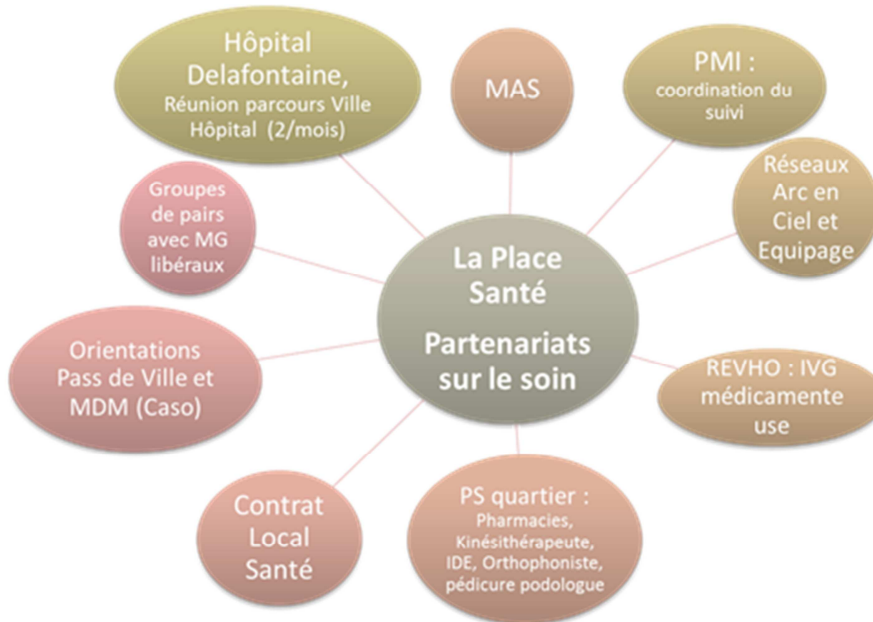 Hôpital
Delafontaine,
Réunion parcours Ville
Hôpital (2/mois)
MAS
PMI :
coordination du
suivi
Réseaux
Arc en
Ciel et
Equipage
Groupes
de pairs
avec MG
libéraux
La Place
Santé
Partenariats
sur le soin
Orientations
Pass de Ville et
MDM (Caso)
REVHO : IVG
médicamente
use
Contrat
Local
Santé
PS quartier :
Pharmacies,
Kinésithérapeute,
IDE, Orthophoniste,
pédicure podologue